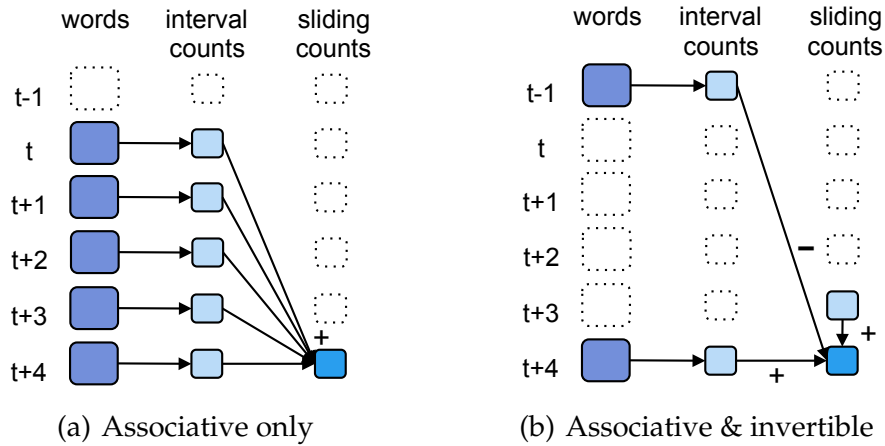 words interval counts sliding counts
t-1
t
t+1
t+2
t+3
+
t+4
(a) Associative only
words interval counts sliding counts
t-1
t
t+1
t+2
–
t+3
+
t+4
+
(b) Associative & invertible